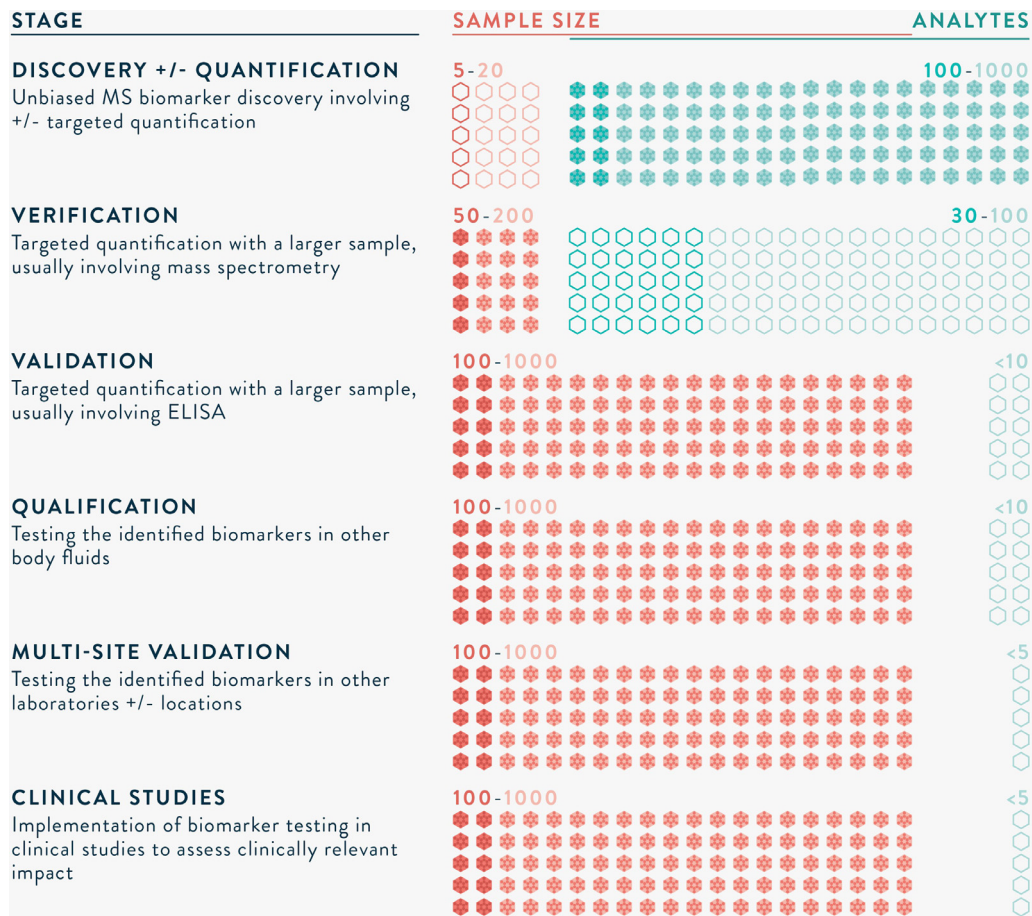 STAGE SAMPLE SIZE ANALYTES
DISCOVERY +/- QUANTIFICATION 5-20 100-1000
Unbiased MS biomarker discovery involving
+/- targeted quantification
VERIFICATION 50-200 30-100
Targeted quantification with a larger sample,
usually involving mass spectrometry
VALIDATION 100-1000 <10
Targeted quantification with a larger sample,
usually involving ELISA
QUALIFICATION 100-1000 <10
Testing the identified biomarkers in other
body fluids
MULTI-SITE VALIDATION 100-1000 <5
Testing the identified biomarkers in other
laboratories +/- locations
CLINICAL STUDIES 100-1000 <5
Implementation of biomarker testing in
clinical studies to assess clinically relevant
impact